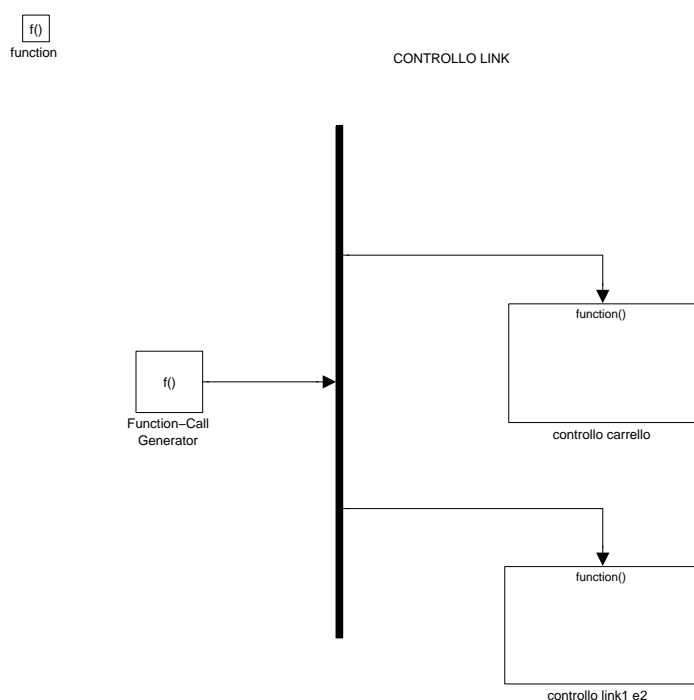 f()
function
CONTROLLO LINK
function()
f()
Function−Call
Generator
controllo carrello
function()
controllo link1 e2